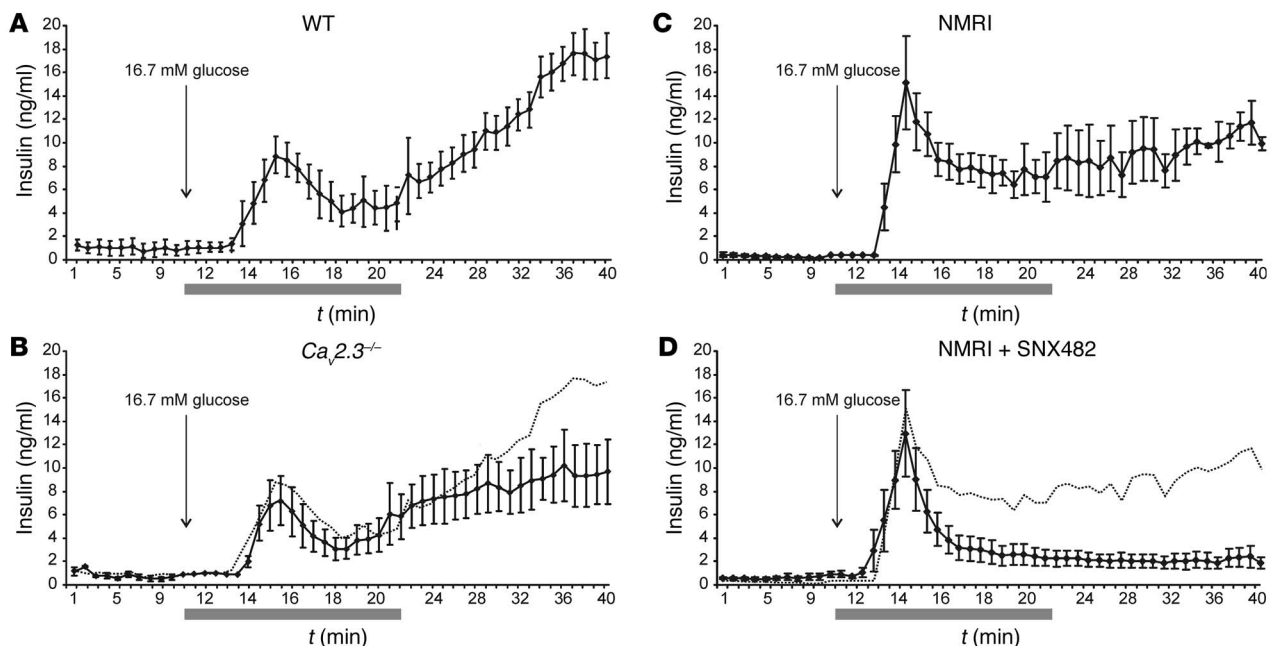 A
WT
Insulin (ng/ml)
20
18
16
14
12
10
8
6
4
2
0
16.7 mM glucose
1 5 9 12 14 16 18 20 24 28 32 36 40
t (min)
B
Cav2.3–/–
Insulin (ng/ml)
20
18
16
14
12
10
8
6
4
2
0
16.7 mM glucose
1 5 9 12 14 16 18 20 24 28 32 36 40
t (min)
C
NMRI
Insulin (ng/ml)
20
18
16
14
12
10
8
6
4
2
0
16.7 mM glucose
1 5 9 12 14 16 18 20 24 28 32 36 40
t (min)
D
NMRI + SNX482
Insulin (ng/ml)
20
18
16
14
12
10
8
6
4
2
0
16.7 mM glucose
1 5 9 12 14 16 18 20 24 28 32 36 40
t (min)